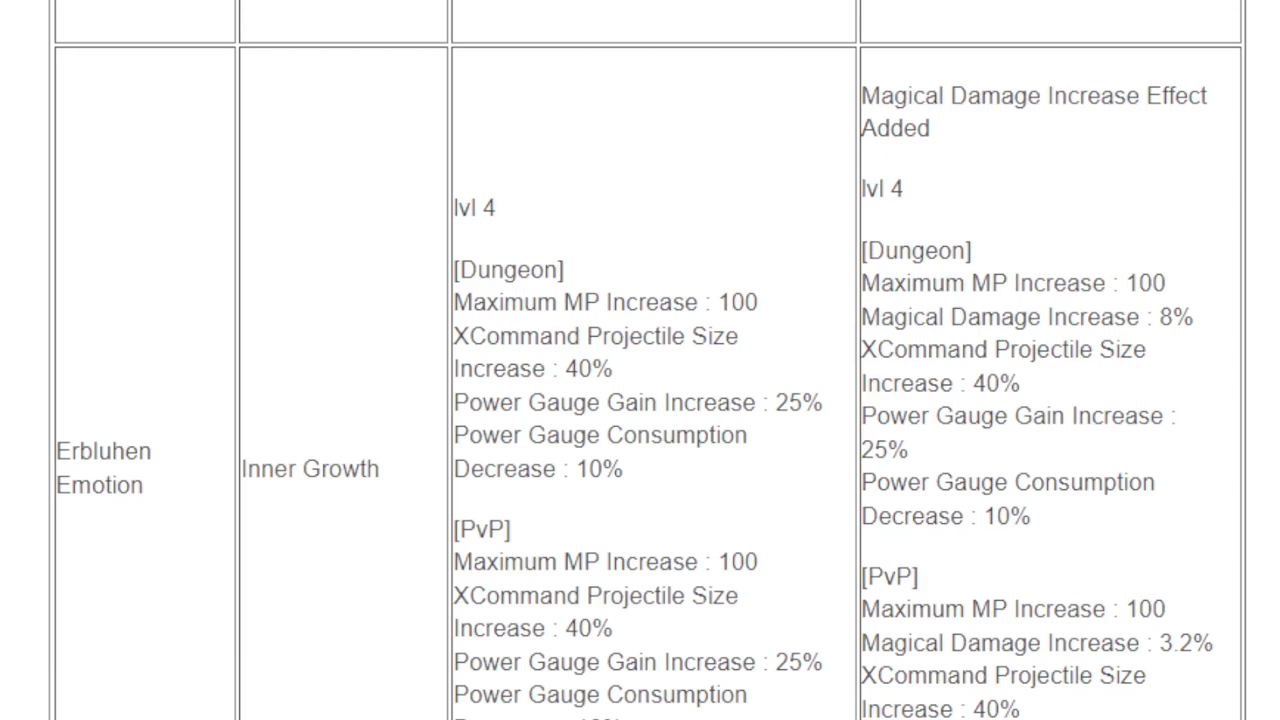 Erbluhen
Emotion
Inner Growth
lvl 4
[Dungeon]
Maximum MP Increase : 100
XCommand Projectile Size
Increase : 40%
Power Gauge Gain Increase : 25%
Power Gauge Consumption
Decrease : 10%
[PvP]
Maximum MP Increase : 100
XCommand Projectile Size
Increase : 40%
Power Gauge Gain Increase : 25%
Power Gauge Consumption
Magical Damage Increase Effect
Added
lvl 4
[Dungeon]
Maximum MP Increase : 100
Magical Damage Increase : 8%
XCommand Projectile Size
Increase : 40%
Power Gauge Gain Increase :
25%
Power Gauge Consumption
Decrease : 10%
[PvP]
Maximum MP Increase : 100
Magical Damage Increase : 3.2%
XCommand Projectile Size
Increase : 40%